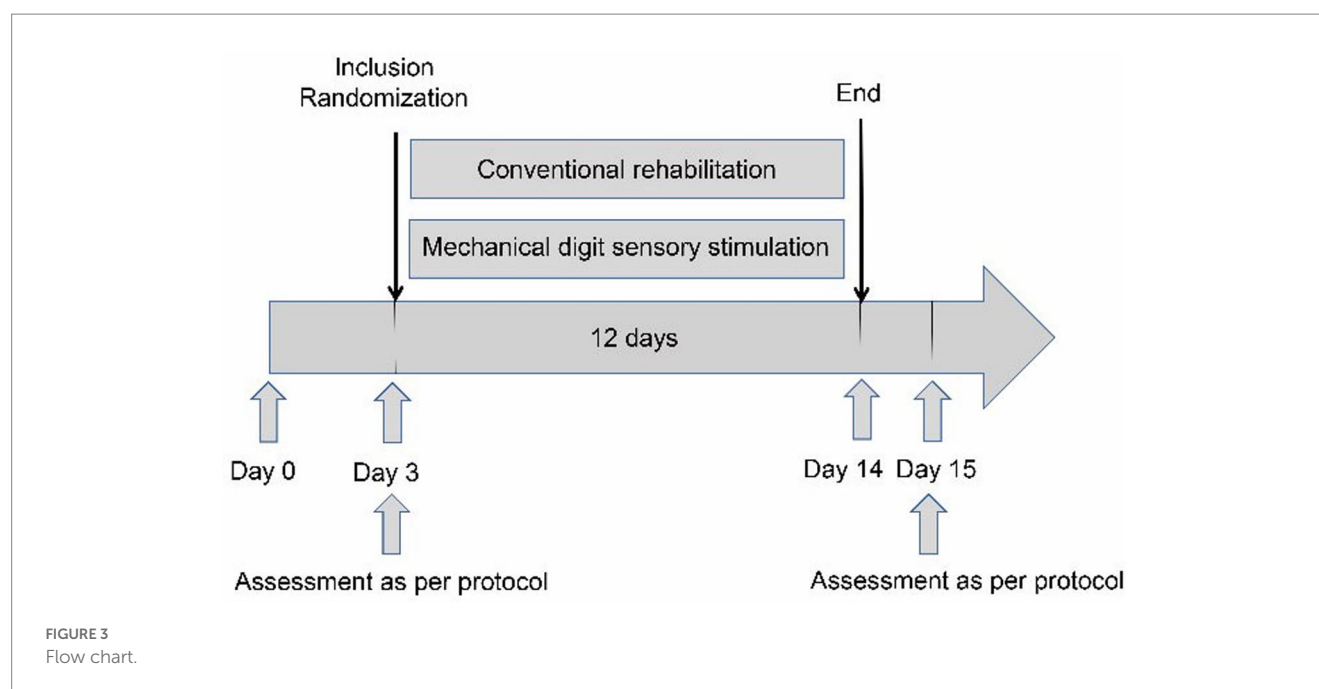 Inclusion
Randomization
End
Conventional rehabilitation
Mechanical digit sensory stimulation
12 days
Day 0
Day 3
Day 14
Day 15
Assessment as per protocol
Assessment as per protocol
FIGURE 3
Flow chart.